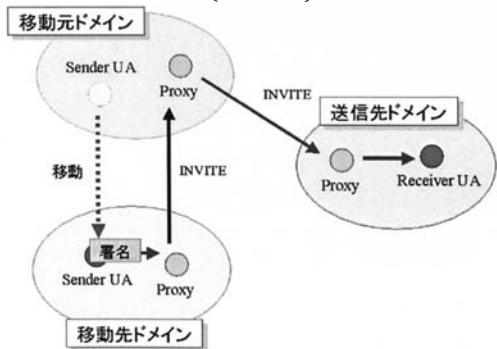 移動元ドメイン
Sender UA
Proxy
INVITE
送信先ドメイン
移動
INVITE
Proxy
Receiver UA
署名
Sender UA
Proxy
移動先ドメイン